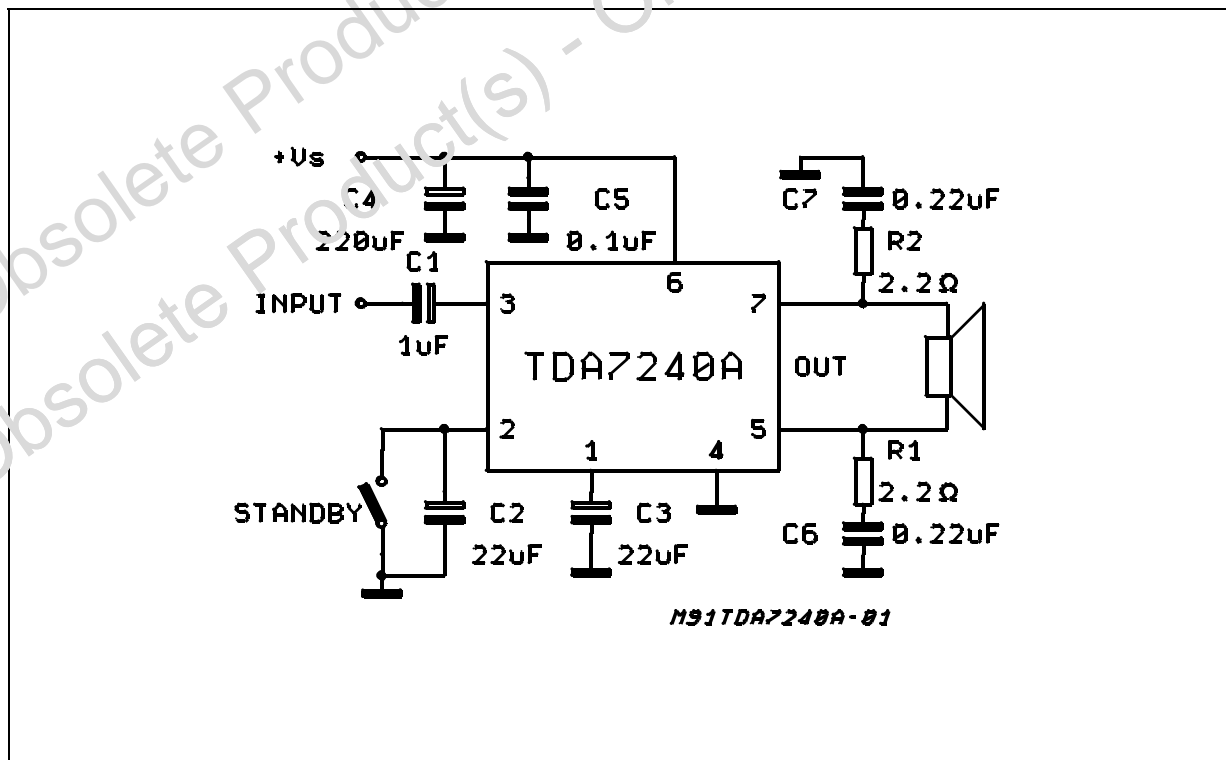 bsolete Product
Obsolete Product(s) - O
+Vs
C4
220uF
C5
0.1uF
C7
0.22uF
R2
2.2Ω
C1
INPUT
1uF
3
6
7
TDA7240A
OUT
2
1
4
5
R1
2.2Ω
STANDBY
C2
22uF
C3
22uF
C6
0.22uF
M91TDA7240A-01